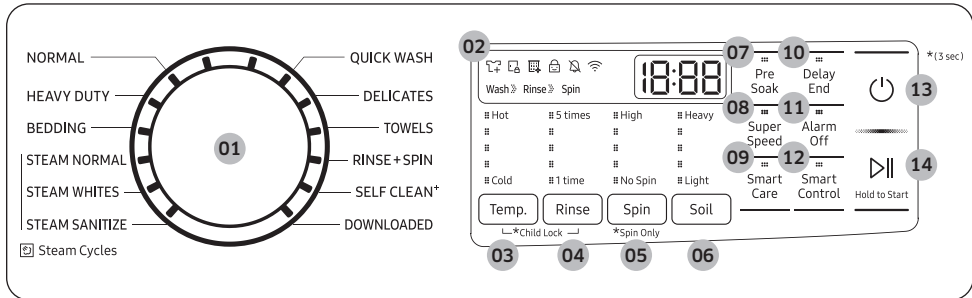 NORMAL
HEAVY DUTY
BEDDING
STEAM NORMAL
STEAM WHITES
STEAM SANITIZE
Steam Cycles
01
QUICK WASH
DELICATES
TOWELS
RINSE+SPIN
SELF CLEAN+
DOWNLOADED
02
Wash》 Rinse》 Spin
18:88
Hot 5 times High Heavy
Cold 1 time No Spin Light
Temp. Rinse Spin Soil
*Child Lock *Spin Only
03 04 05 06
07 10
Pre Soak
Delay End
08 11
Super Speed
Alarm Off
09 12
Smart Care
Smart Control
*(3 sec)
13
14
Hold to Start